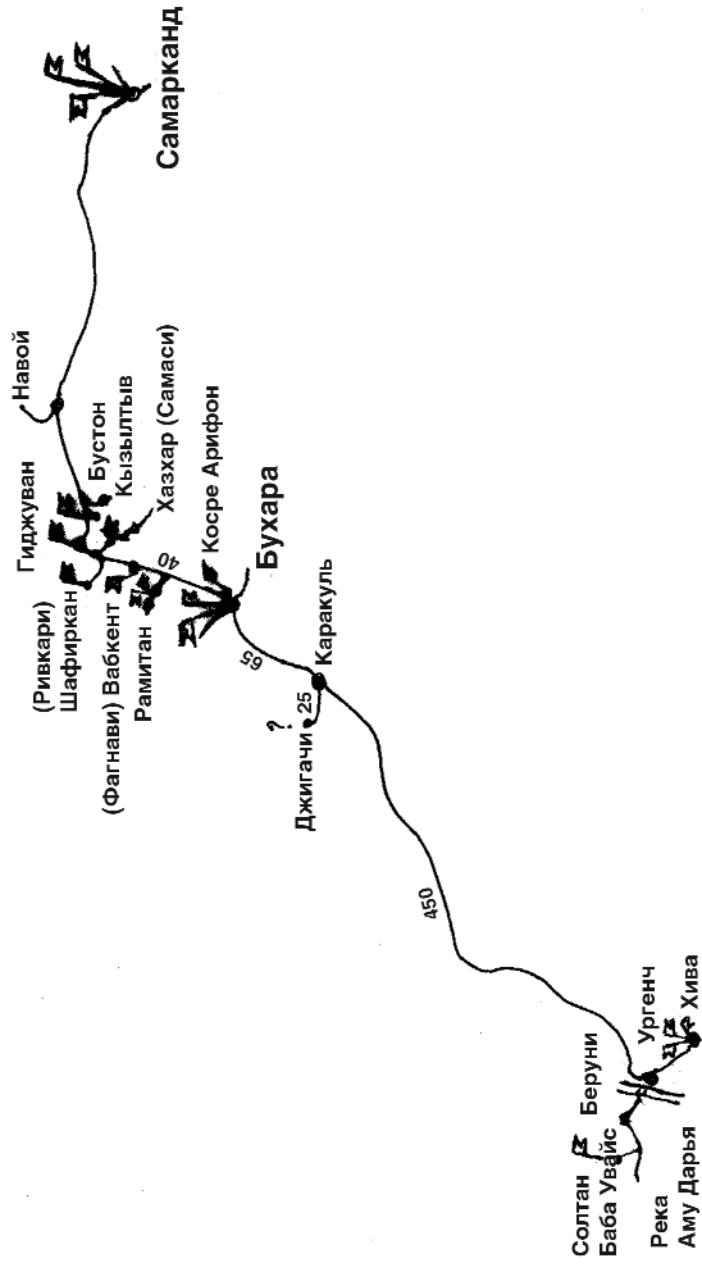 Самарканд
Навой
Гиджуван
Бустон
Кызылтыв
Хазхар (Самаси)
(Ривкари)
Шафиркан
(Фагнави) Вабкент
Рамитан
40
Косре Арифон
Бухара
65
Каракуль
?
25
Джигачи
450
Ургенч
Хива
Беруни
Солтан
Баба Увайс
Река
Аму Дарья